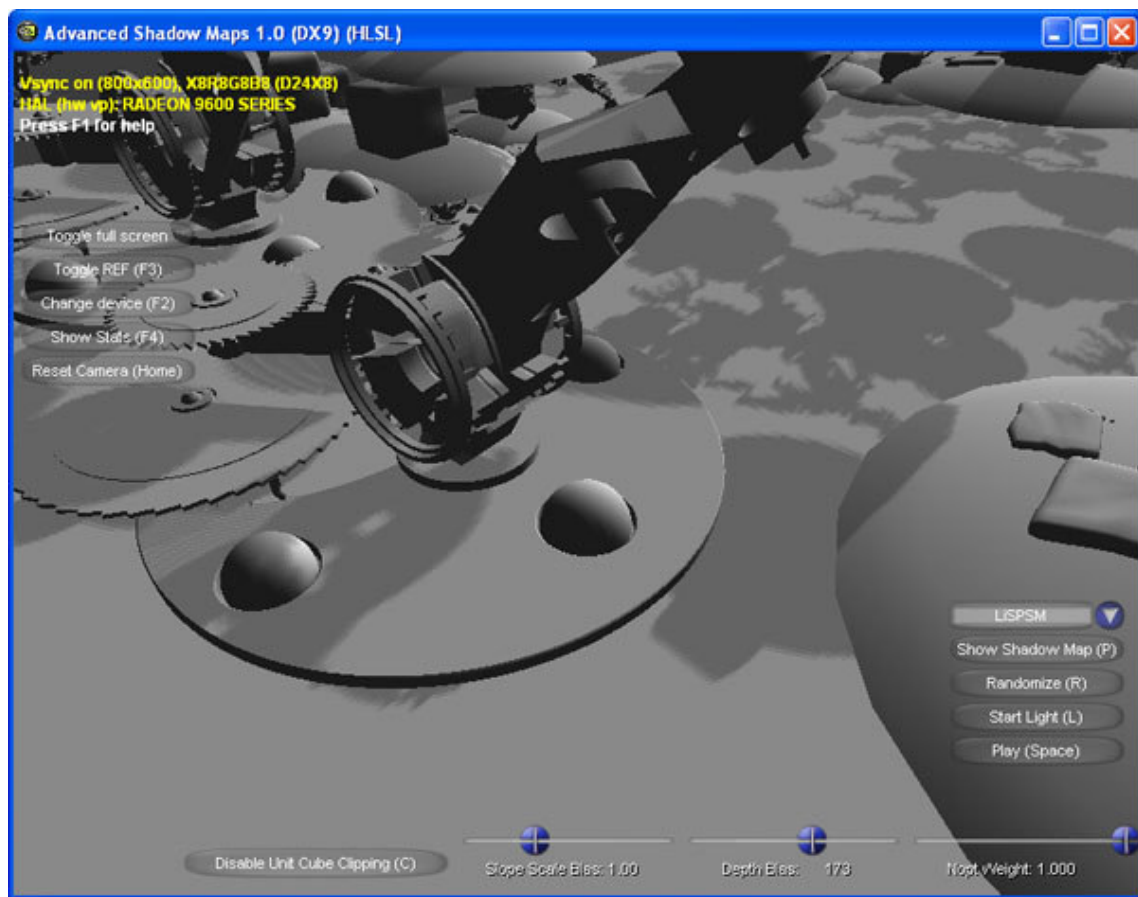 Advanced Shadow Maps 1.0 (DX9) (HLSL)
Vsync on (800x600), X8R8G8B8 (D24X8)
HAL (hw vp): RADEON 9600 SERIES
Press F1 for help
Toggle full screen
Toggle REF (F3)
Change device (F2)
Show Stats (F4)
Reset Camera (Home)
LiSPSM
Show Shadow Map (P)
Randomize (R)
Start Light (L)
Play (Space)
Disable Unit Cube Clipping (C)
Slope Scale Bias: 1.00
Depth Bias: 173
Nopt Weight: 1.000